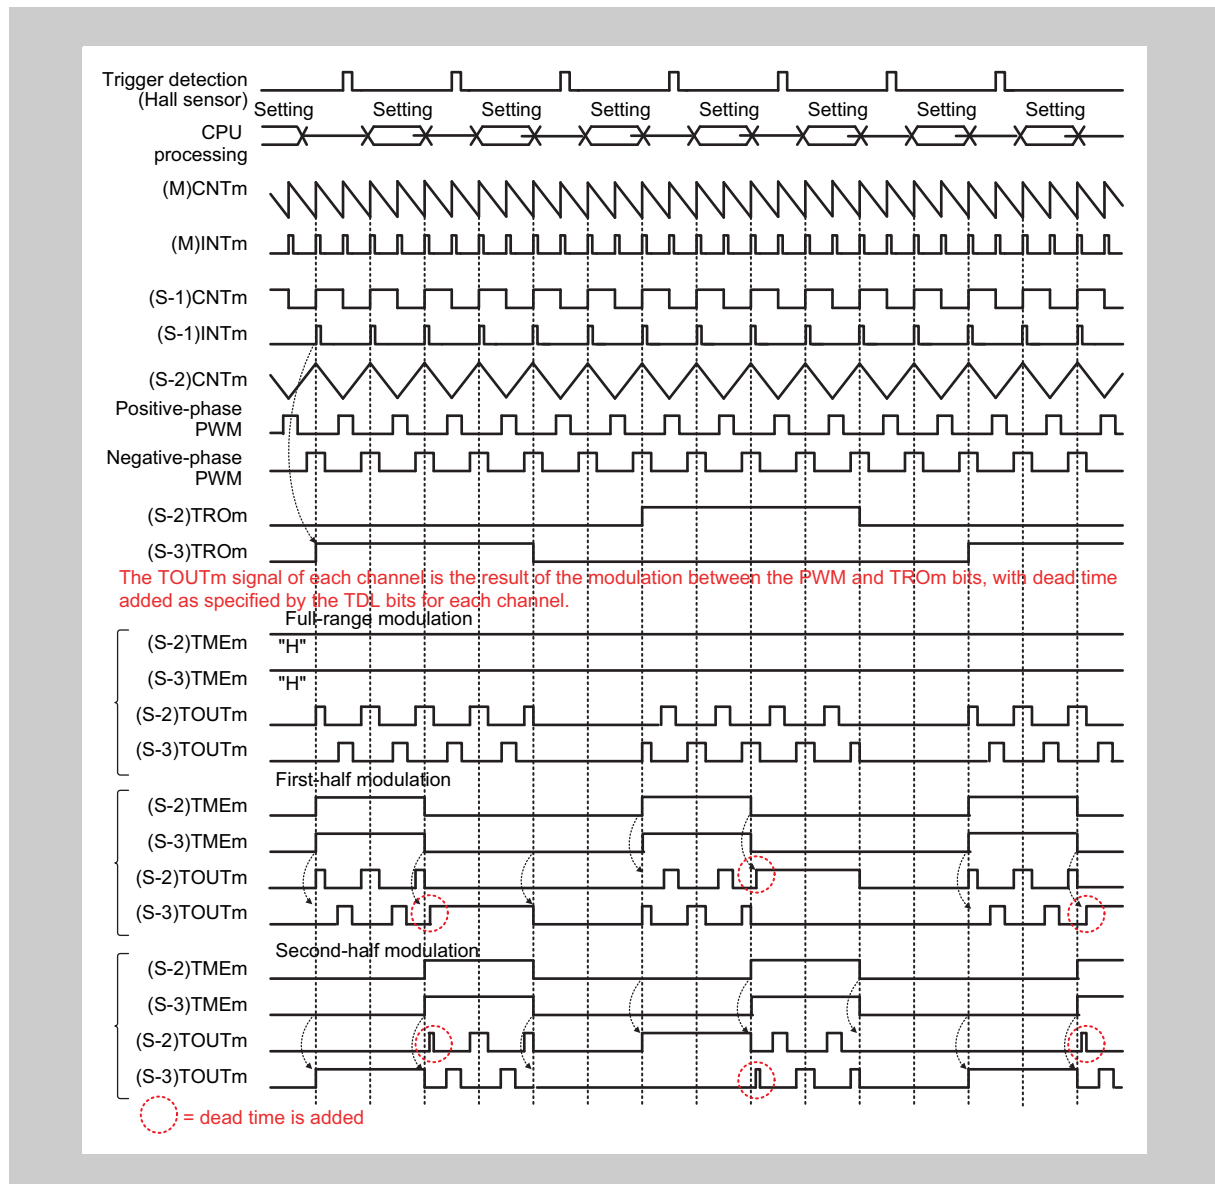 Trigger detection
(Hall sensor)
Setting Setting Setting Setting Setting Setting Setting Setting
CPU
processing
(M)CNTm
(M)INTm
(S-1)CNTm
(S-1)INTm
(S-2)CNTm
Positive-phase
PWM
Negative-phase
PWM
(S-2)TROm
(S-3)TROm
The TOUTm signal of each channel is the result of the modulation between the PWM and TROm bits, with dead time
added as specified by the TDL bits for each channel.
Full-range modulation
(S-2)TMEm "H"
(S-3)TMEm "H"
(S-2)TOUTm
(S-3)TOUTm
First-half modulation
(S-2)TMEm
(S-3)TMEm
(S-2)TOUTm
(S-3)TOUTm
Second-half modulation
(S-2)TMEm
(S-3)TMEm
(S-2)TOUTm
(S-3)TOUTm
= dead time is added